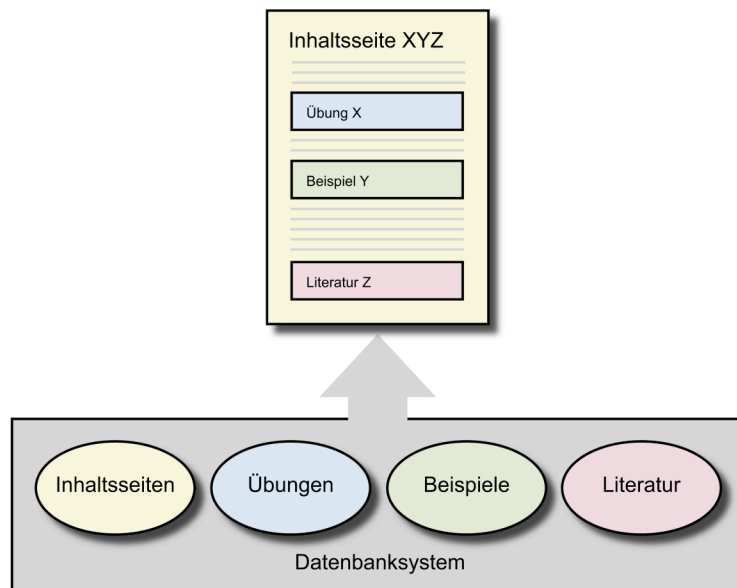 Inhaltsseite XYZ
Übung X
Beispiel Y
Literatur Z
Inhaltsseiten
Übungen
Beispiele
Literatur
Datenbanksystem